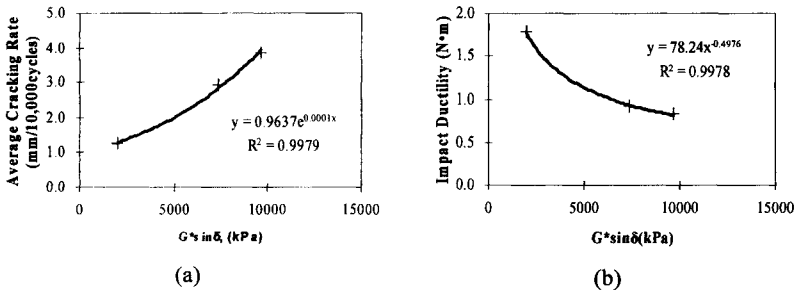 Average Cracking Rate
(mm/10,000cycles)
5.0
4.0
3.0
2.0
1.0
0.0
y = 0.9637e^0.0001x
R² = 0.9979
0 5000 10000 15000
G*sinδ, (kPa)
(a)
Impact Ductility (N•m)
2.0
1.5
1.0
0.5
0.0
y = 78.24x^-0.4976
R² = 0.9978
0 5000 10000 15000
G*sinδ(kPa)
(b)